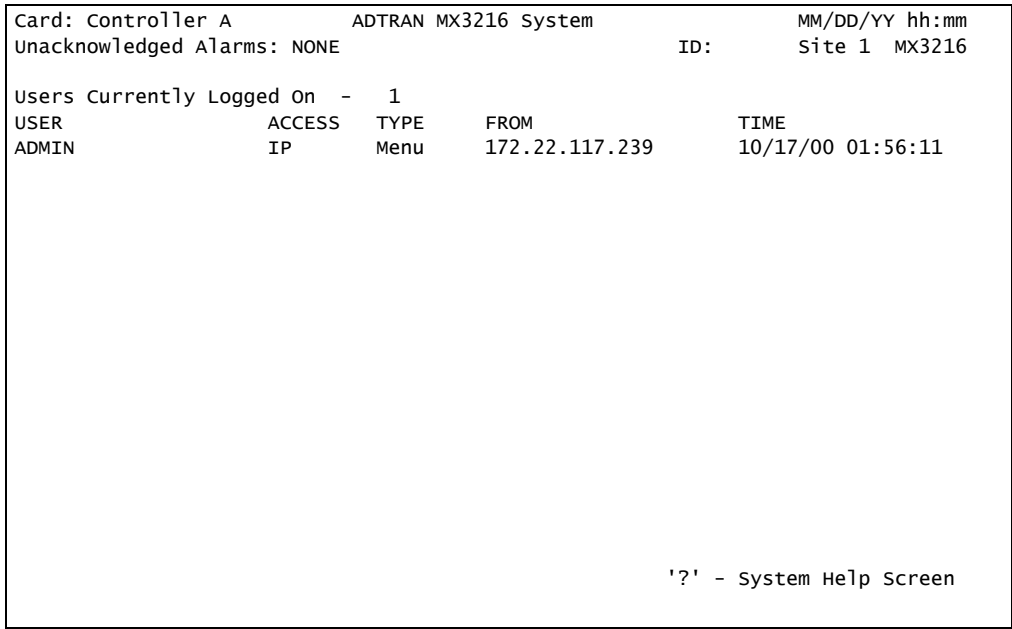 Card: Controller A ADTRAN MX3216 System MM/DD/YY hh:mm
Unacknowledged Alarms: NONE ID: Site 1 MX3216
Users Currently Logged On - 1
USER ACCESS TYPE FROM TIME
ADMIN IP Menu 172.22.117.239 10/17/00 01:56:11
'?' - System Help Screen